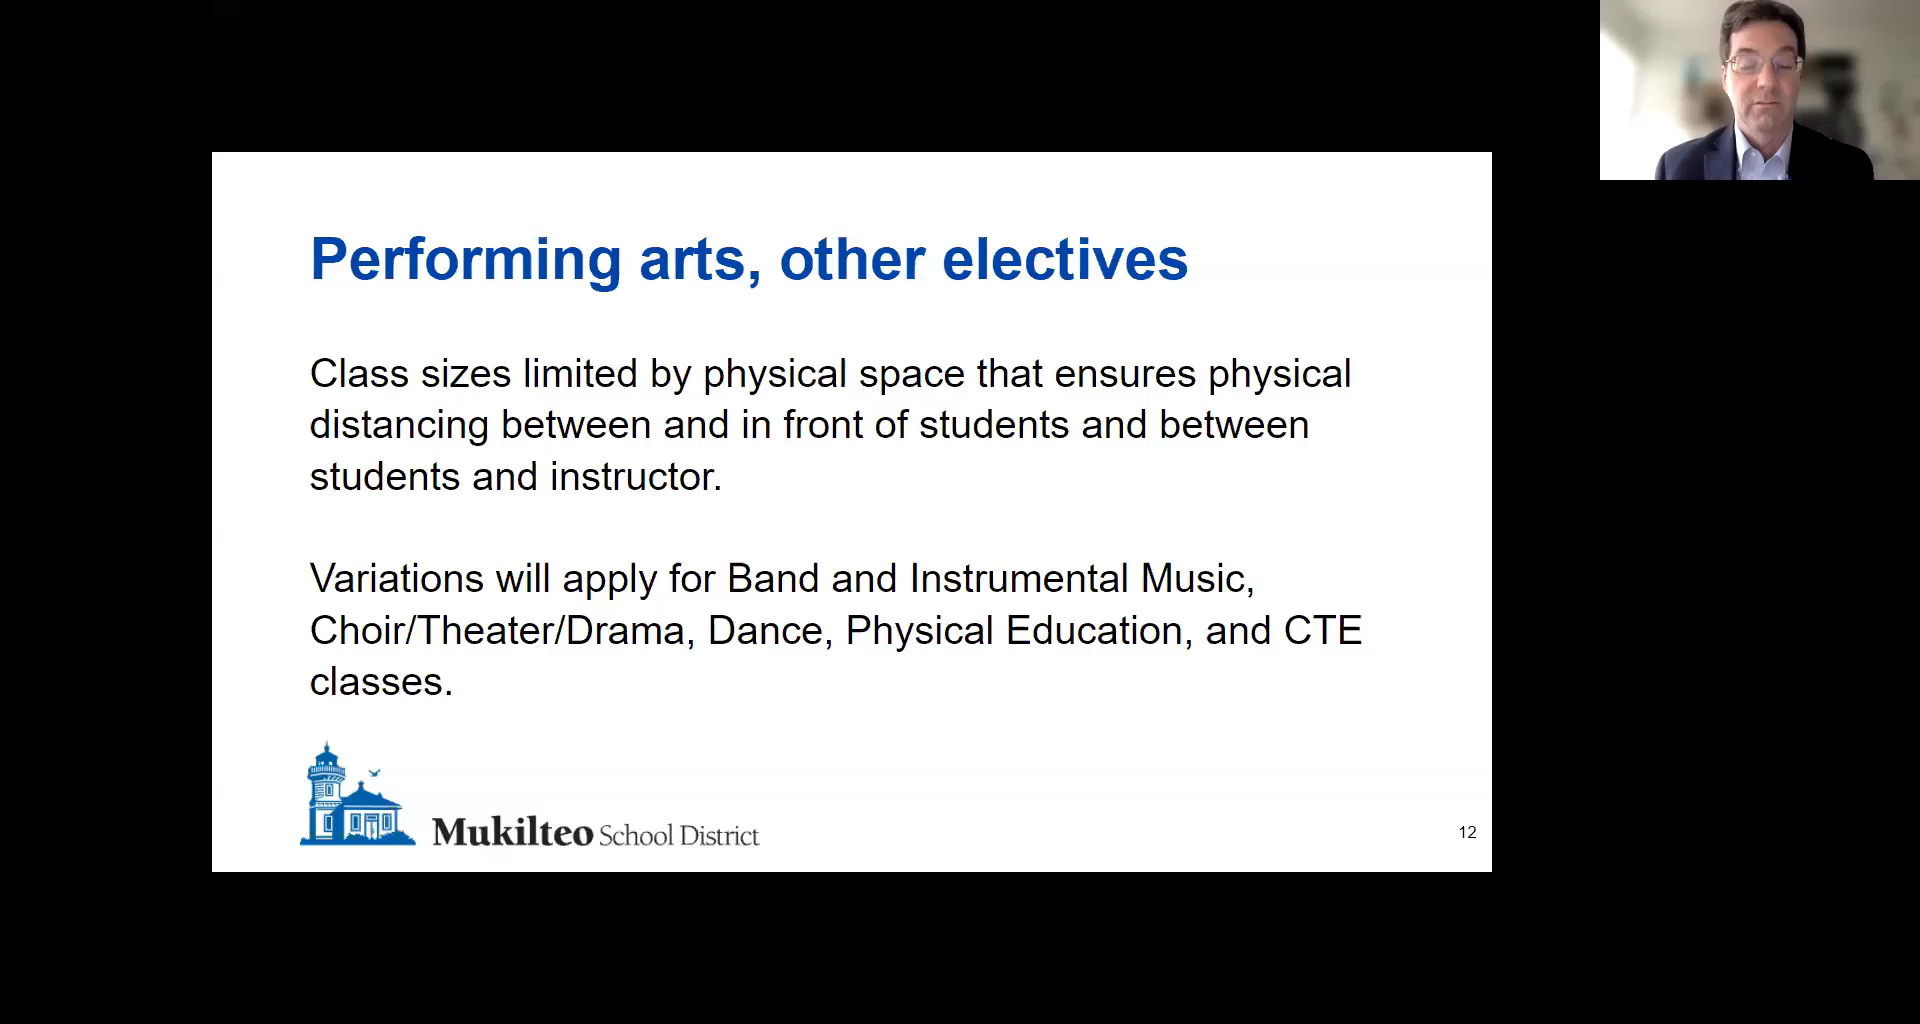 Performing arts, other electives
Class sizes limited by physical space that ensures physical
distancing between and in front of students and between
students and instructor.
Variations will apply for Band and Instrumental Music,
Choir/Theater/Drama, Dance, Physical Education, and CTE
classes.
Mukilteo School District
12